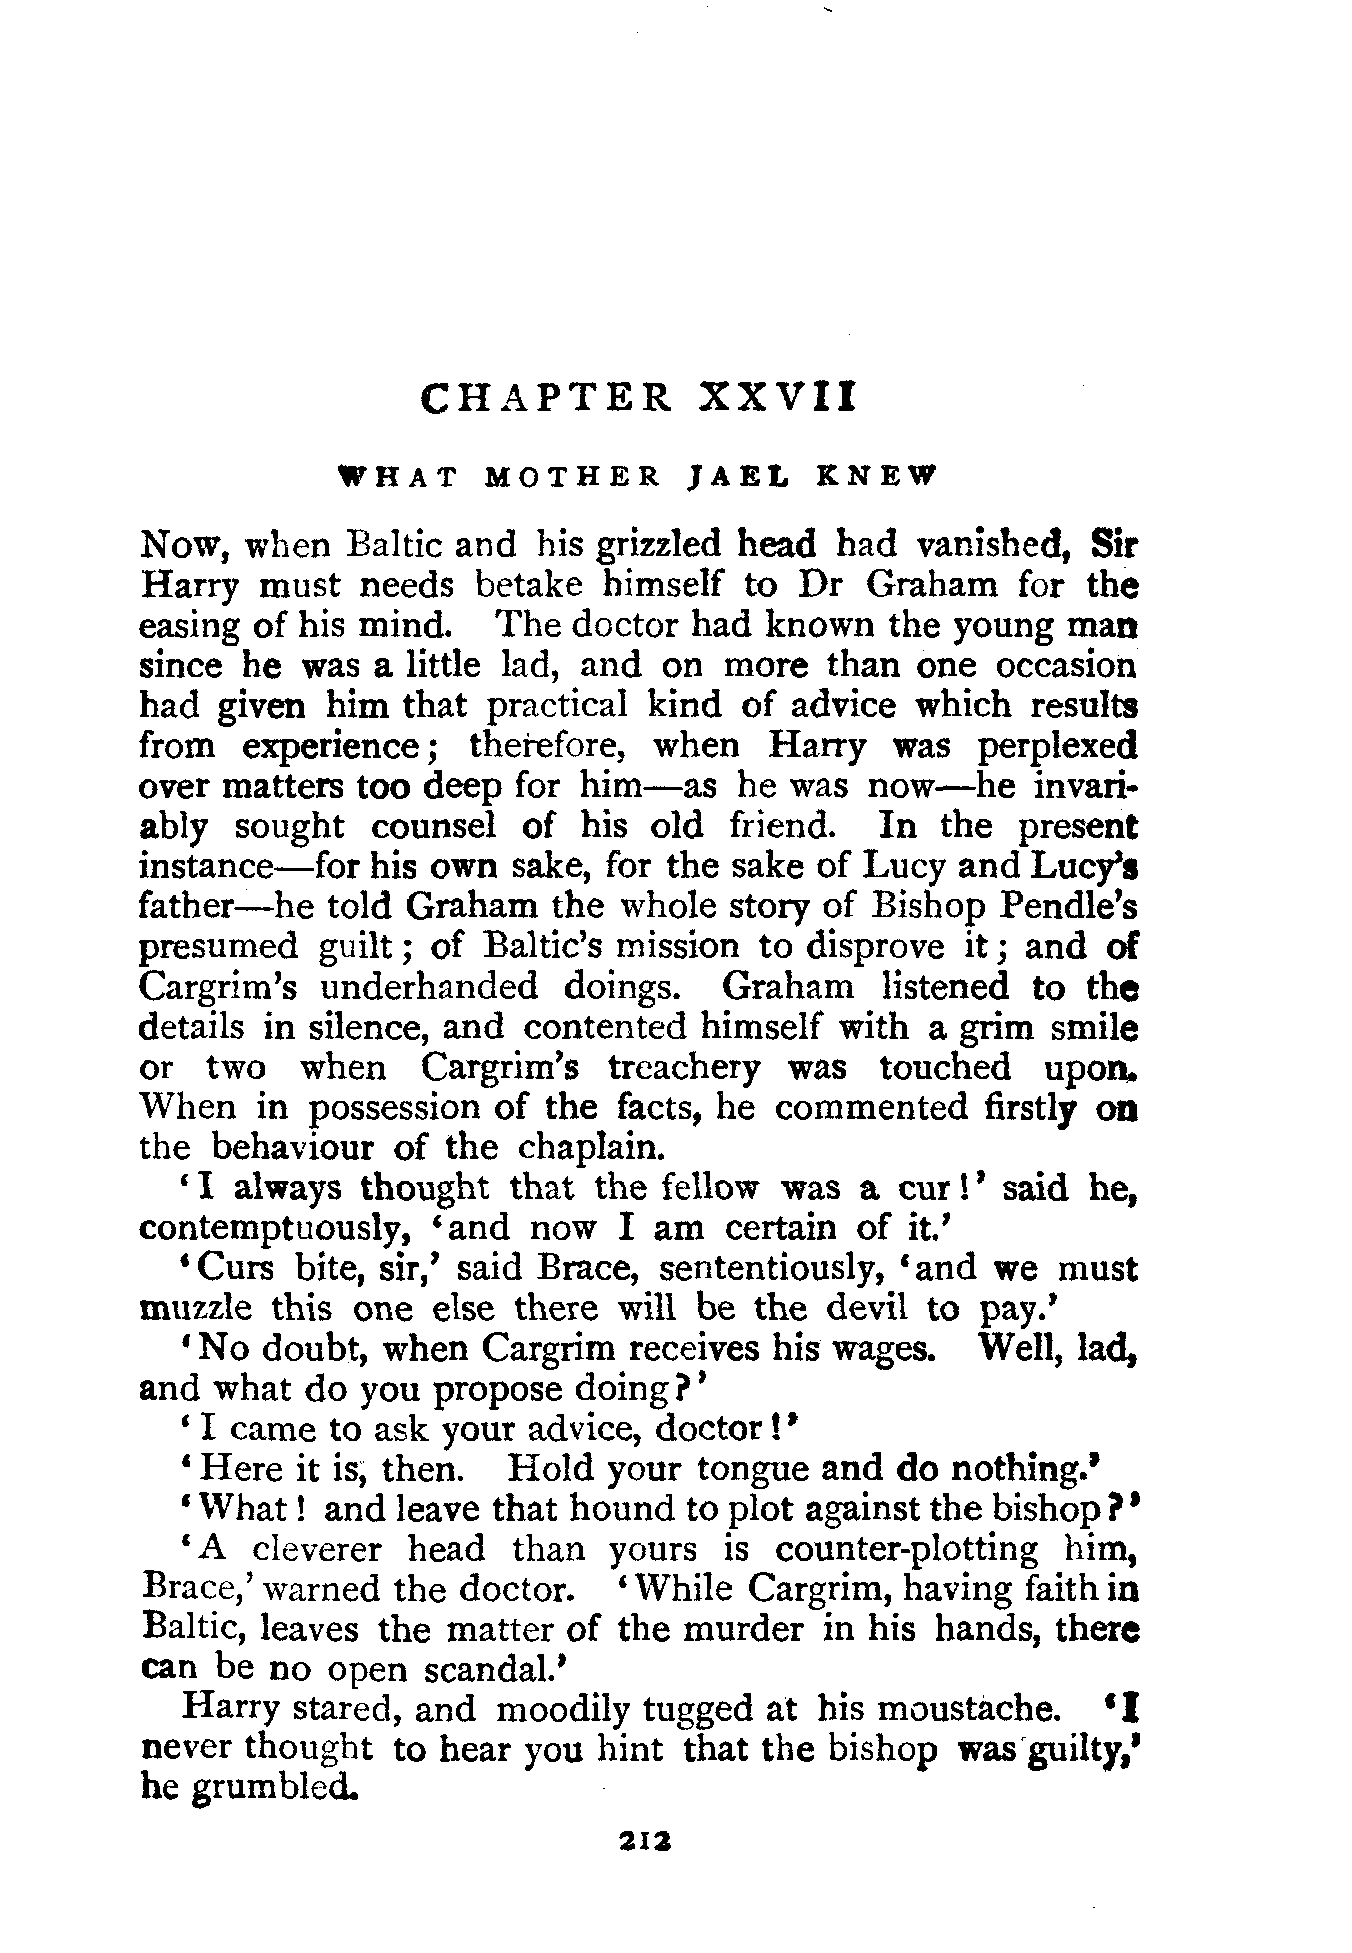 CHAPTER XXVII
WHAT MOTHER JAEL KNEW
Now, when Baltic and his grizzled head had vanished, Sir
Harry must needs betake himself to Dr Graham for the
easing of his mind. The doctor had known the young man
since he was a little lad, and on more than one occasion
had given him that practical kind of advice which results
from experience; therefore, when Harry was perplexed
over matters too deep for him—as he was now—he invari-
ably sought counsel of his old friend. In the present
instance—for his own sake, for the sake of Lucy and Lucy's
father—he told Graham the whole story of Bishop Pendle's
presumed guilt; of Baltic's mission to disprove it; and of
Cargrim's underhanded doings. Graham listened to the
details in silence, and contented himself with a grim smile
or two when Cargrim's treachery was touched upon.
When in possession of the facts, he commented firstly on
the behaviour of the chaplain.
'I always thought that the fellow was a cur!' said he,
contemptuously, 'and now I am certain of it.'
'Curs bite, sir,' said Brace, sententiously, 'and we must
muzzle this one else there will be the devil to pay.'
'No doubt, when Cargrim receives his wages. Well, lad,
and what do you propose doing?'
'I came to ask your advice, doctor!'
'Here it is, then. Hold your tongue and do nothing.'
'What! and leave that hound to plot against the bishop?'
'A cleverer head than yours is counter-plotting him,
Brace,' warned the doctor. 'While Cargrim, having faith in
Baltic, leaves the matter of the murder in his hands, there
can be no open scandal.'
Harry stared, and moodily tugged at his moustache. 'I
never thought to hear you hint that the bishop was guilty,'
he grumbled.
212